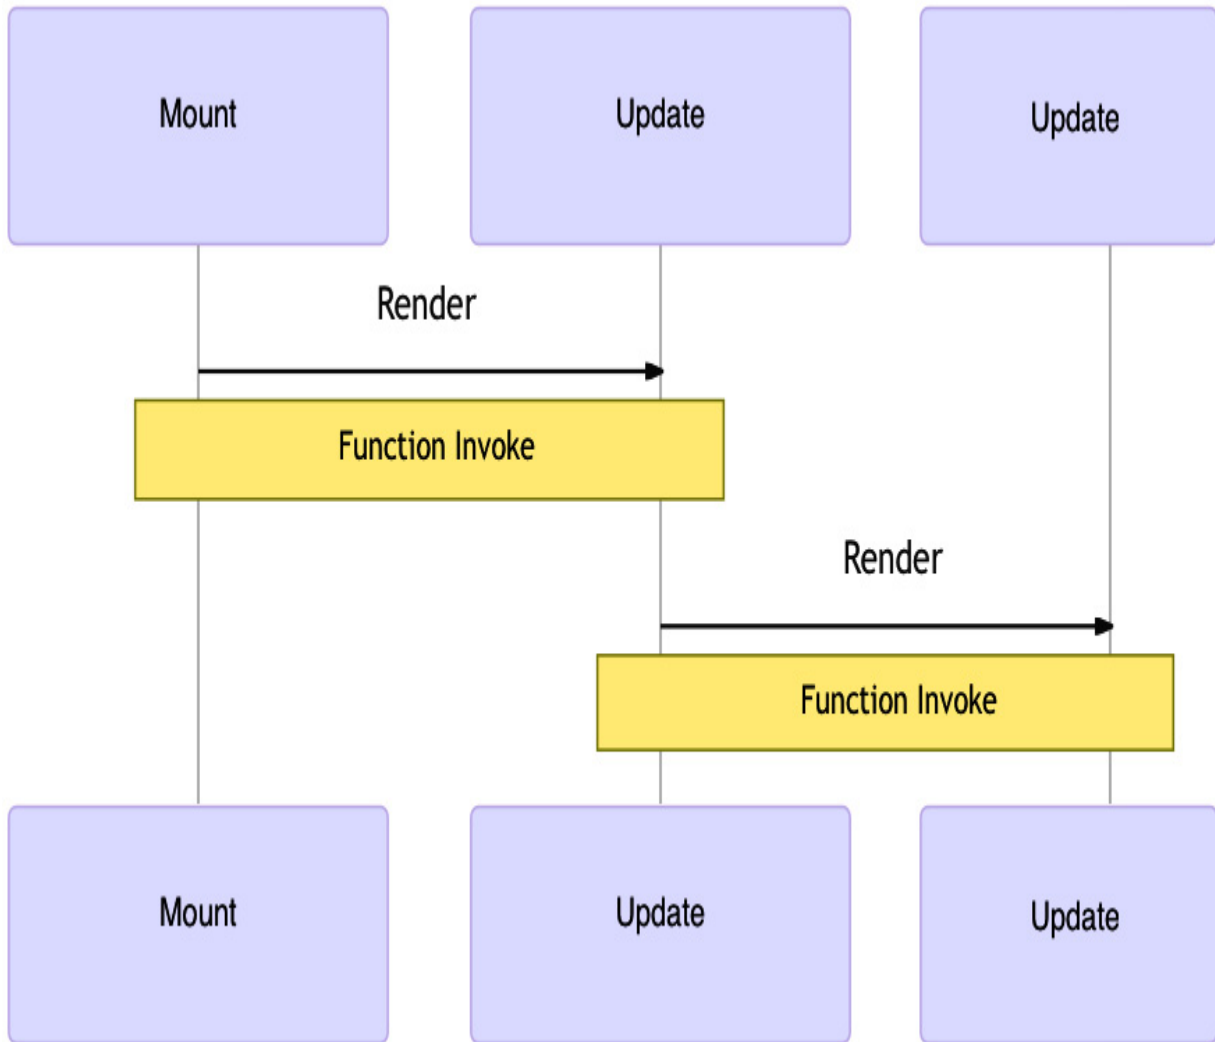 Mount
Update
Update
Render
Function Invoke
Render
Function Invoke
Mount
Update
Update